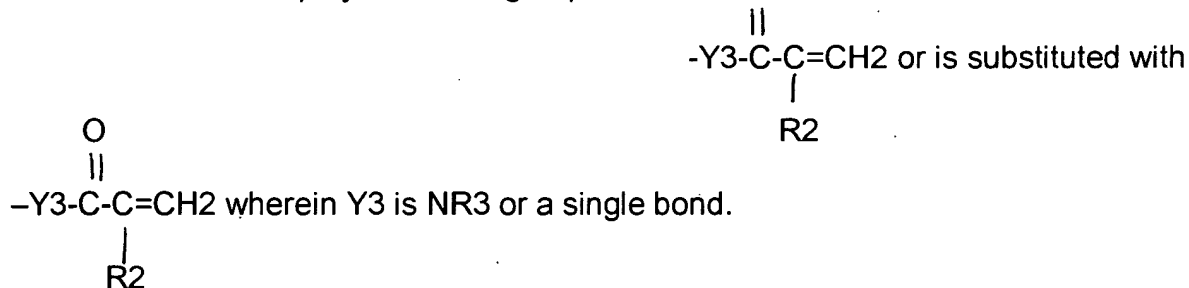 ||
-Y3-C-C=CH2 or is substituted with
|
R2
O
||
–Y3-C-C=CH2 wherein Y3 is NR3 or a single bond.
|
R2